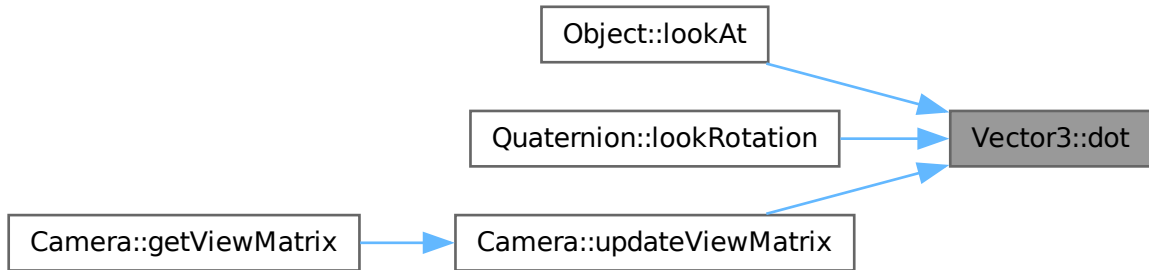 Object::lookAt
Quaternion::lookRotation
Vector3::dot
Camera::getViewMatrix
Camera::updateViewMatrix